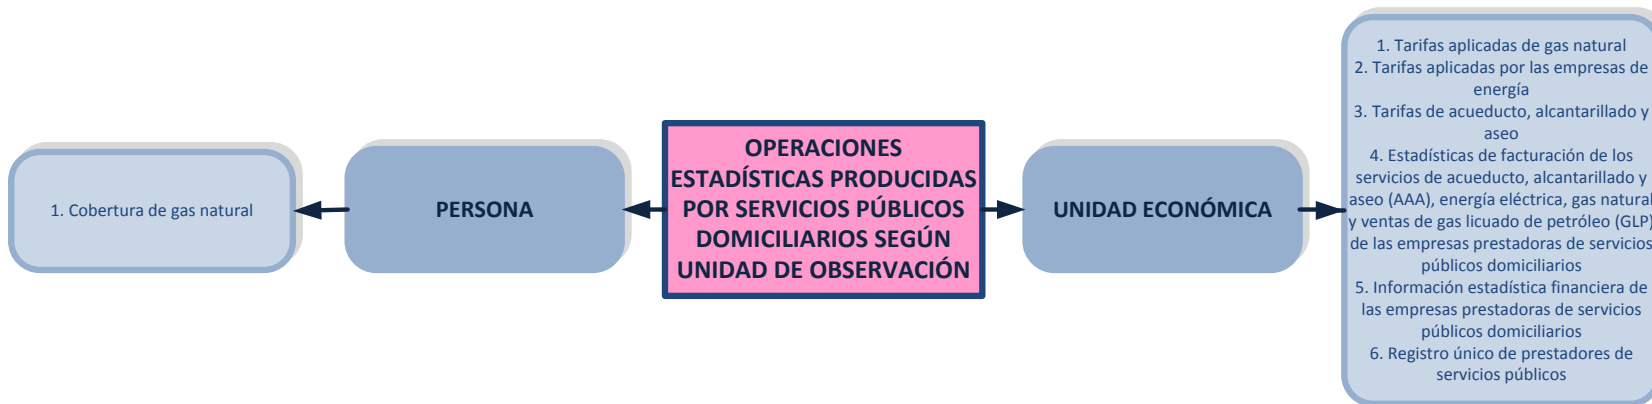 1. Cobertura de gas natural
PERSONA
OPERACIONES
ESTADÍSTICAS PRODUCIDAS
POR SERVICIOS PÚBLICOS
DOMICILIARIOS SEGÚN
UNIDAD DE OBSERVACIÓN
UNIDAD ECONÓMICA
1. Tarifas aplicadas de gas natural
2. Tarifas aplicadas por las empresas de
energía
3. Tarifas de acueducto, alcantarillado y
aseo
4. Estadísticas de facturación de los
servicios de acueducto, alcantarillado y
aseo (AAA), energía eléctrica, gas natural
y ventas de gas licuado de petróleo (GLP)
de las empresas prestadoras de servicios
públicos domiciliarios
5. Información estadística financiera de
las empresas prestadoras de servicios
públicos domiciliarios
6. Registro único de prestadores de
servicios públicos